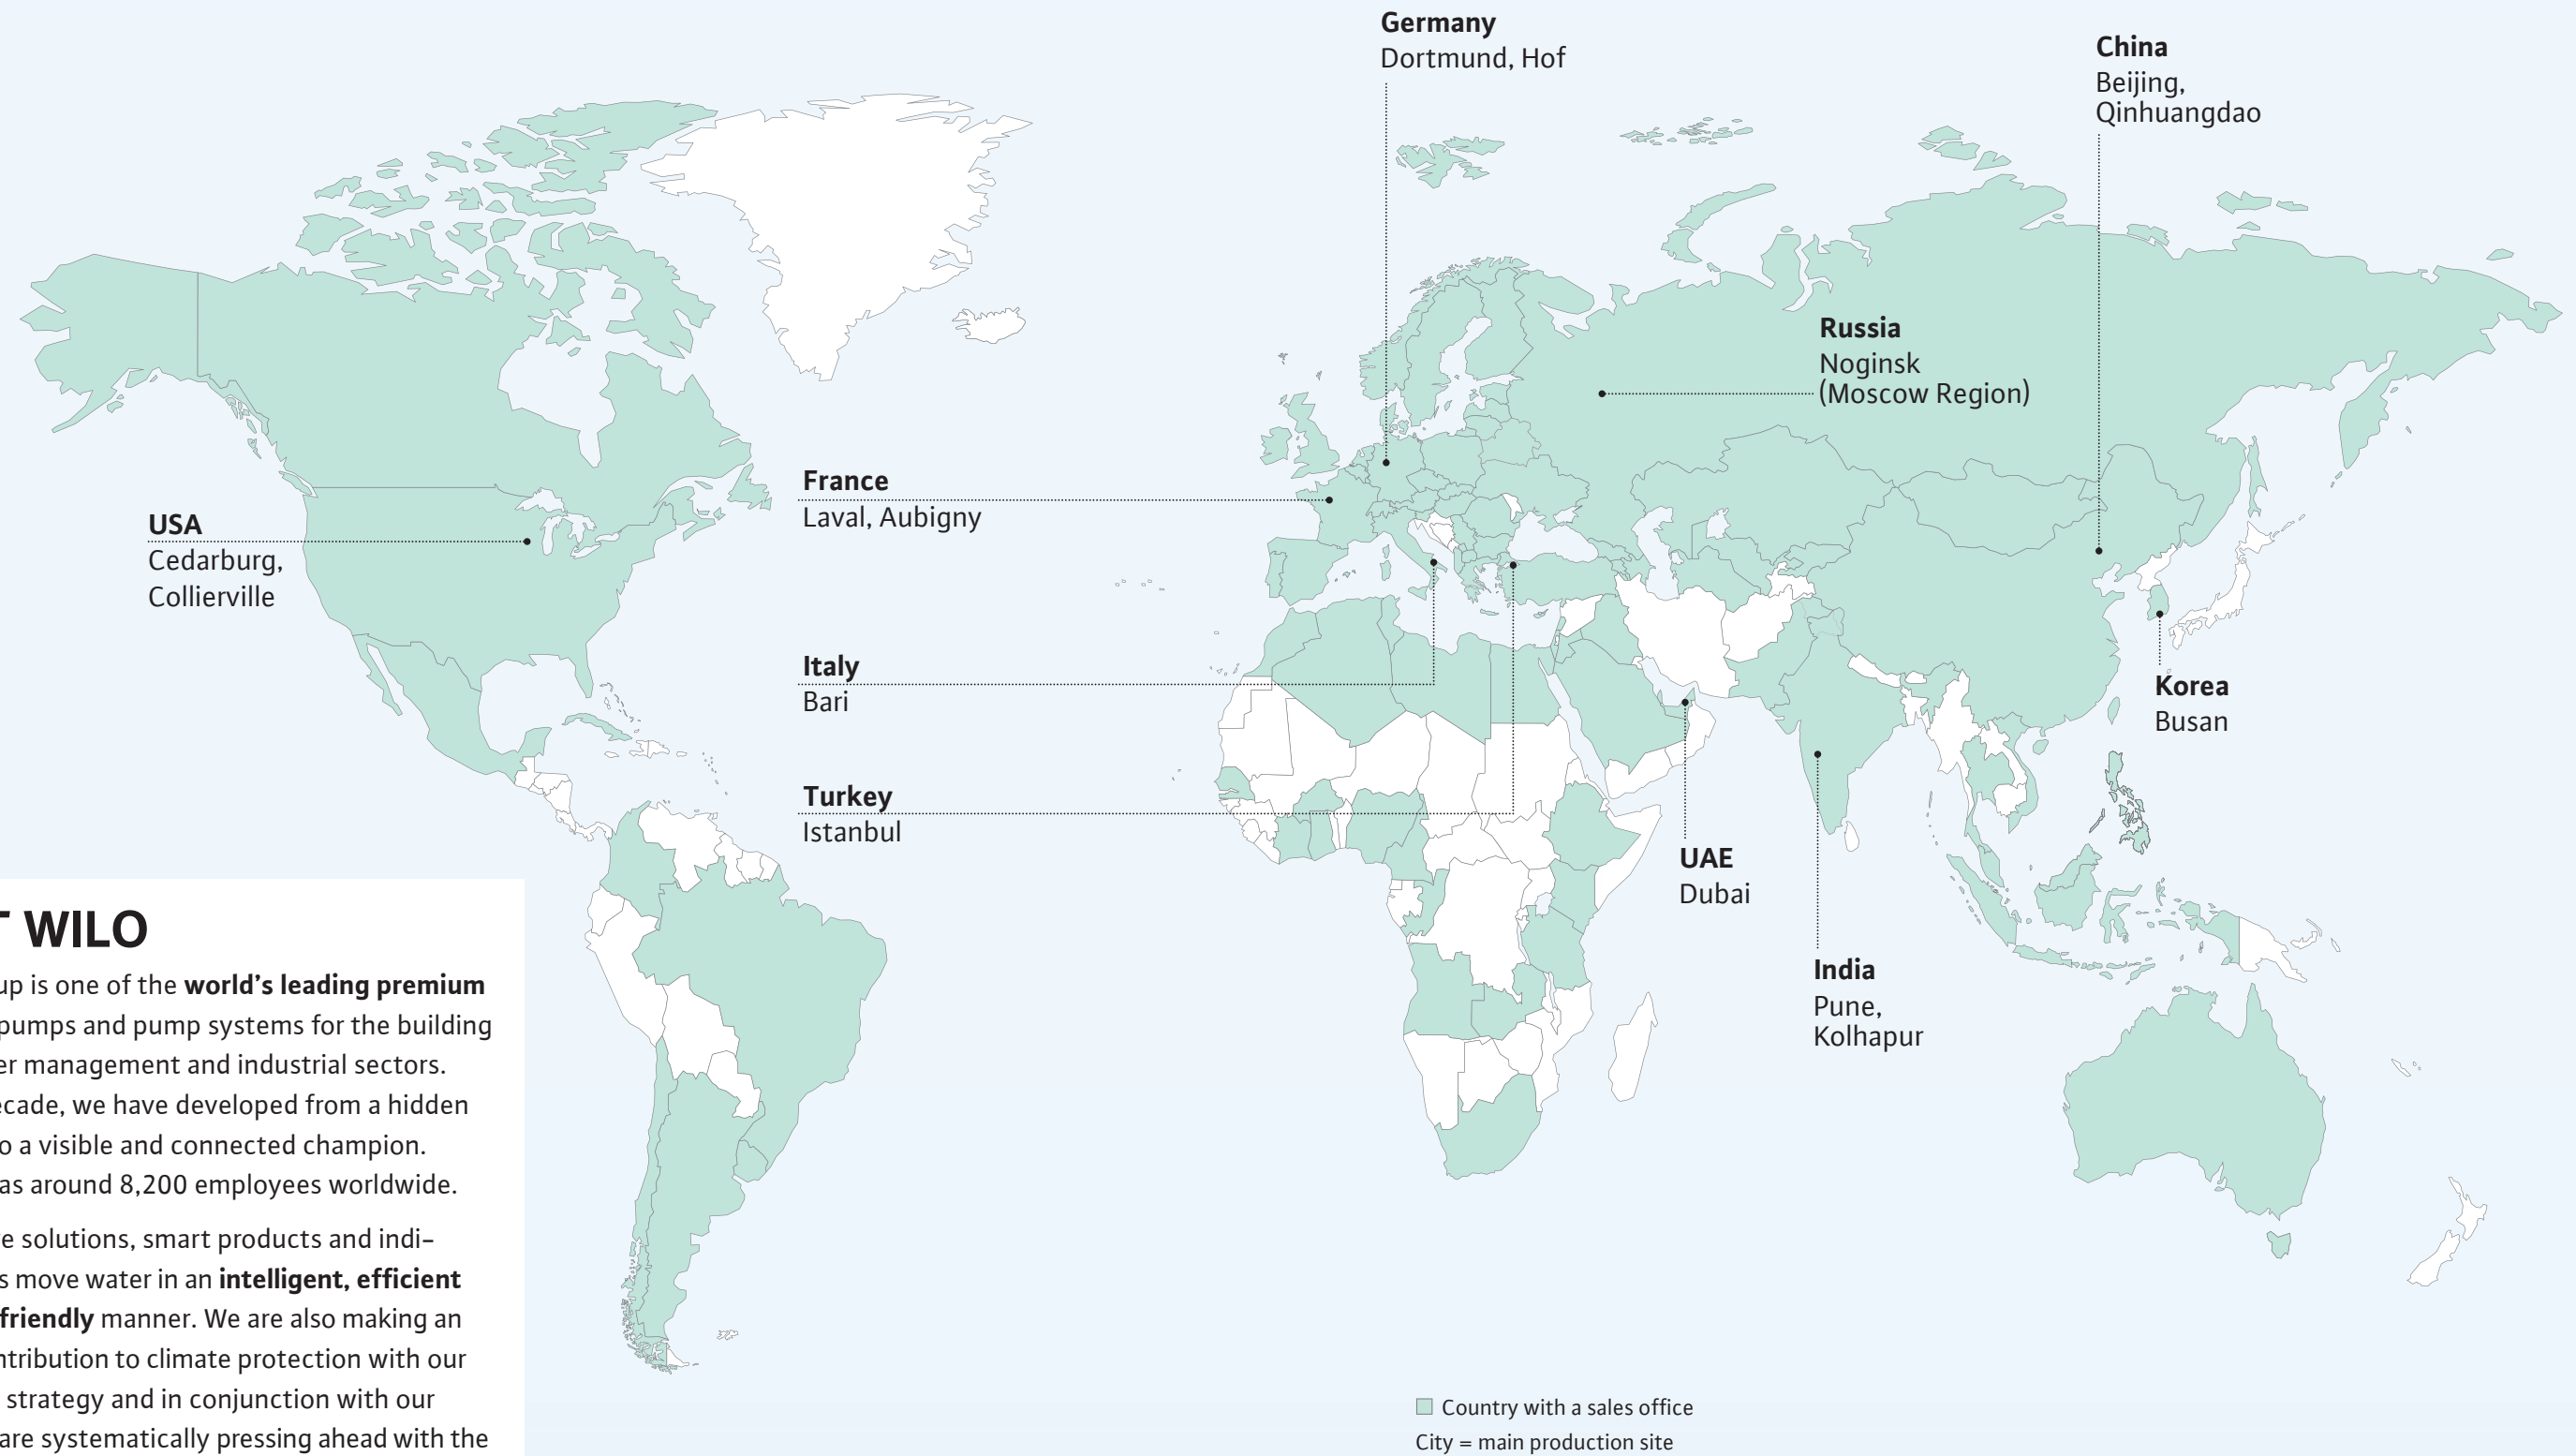 Germany
Dortmund, Hof
China
Beijing,
Qinhuangdao
Russia
Noginsk
(Moscow Region)
France
Laval, Aubigny
USA
Cedarburg,
Collierville
Italy
Bari
Korea
Busan
Turkey
Istanbul
UAE
Dubai
India
Pune,
Kolhapur
WILO
is one of the world's leading premium
pumps and pump systems for the building
management and industrial sectors.
we have developed from a hidden
a visible and connected champion.
around 8,200 employees worldwide.
solutions, smart products and indi–
move water in an intelligent, efficient
friendly manner. We are also making an
to climate protection with our
strategy and in conjunction with our
are systematically pressing ahead with the
Country with a sales office
City = main production site